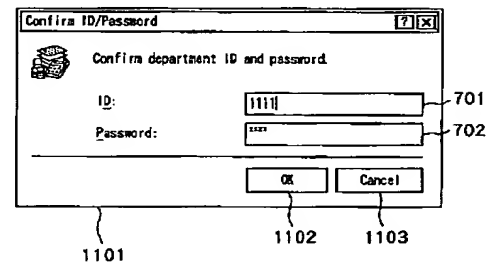 Confirm ID/Password ? X
Confirm department ID and password.
ID: 1111 701
Password: **** 702
OK Cancel
1101 1102 1103